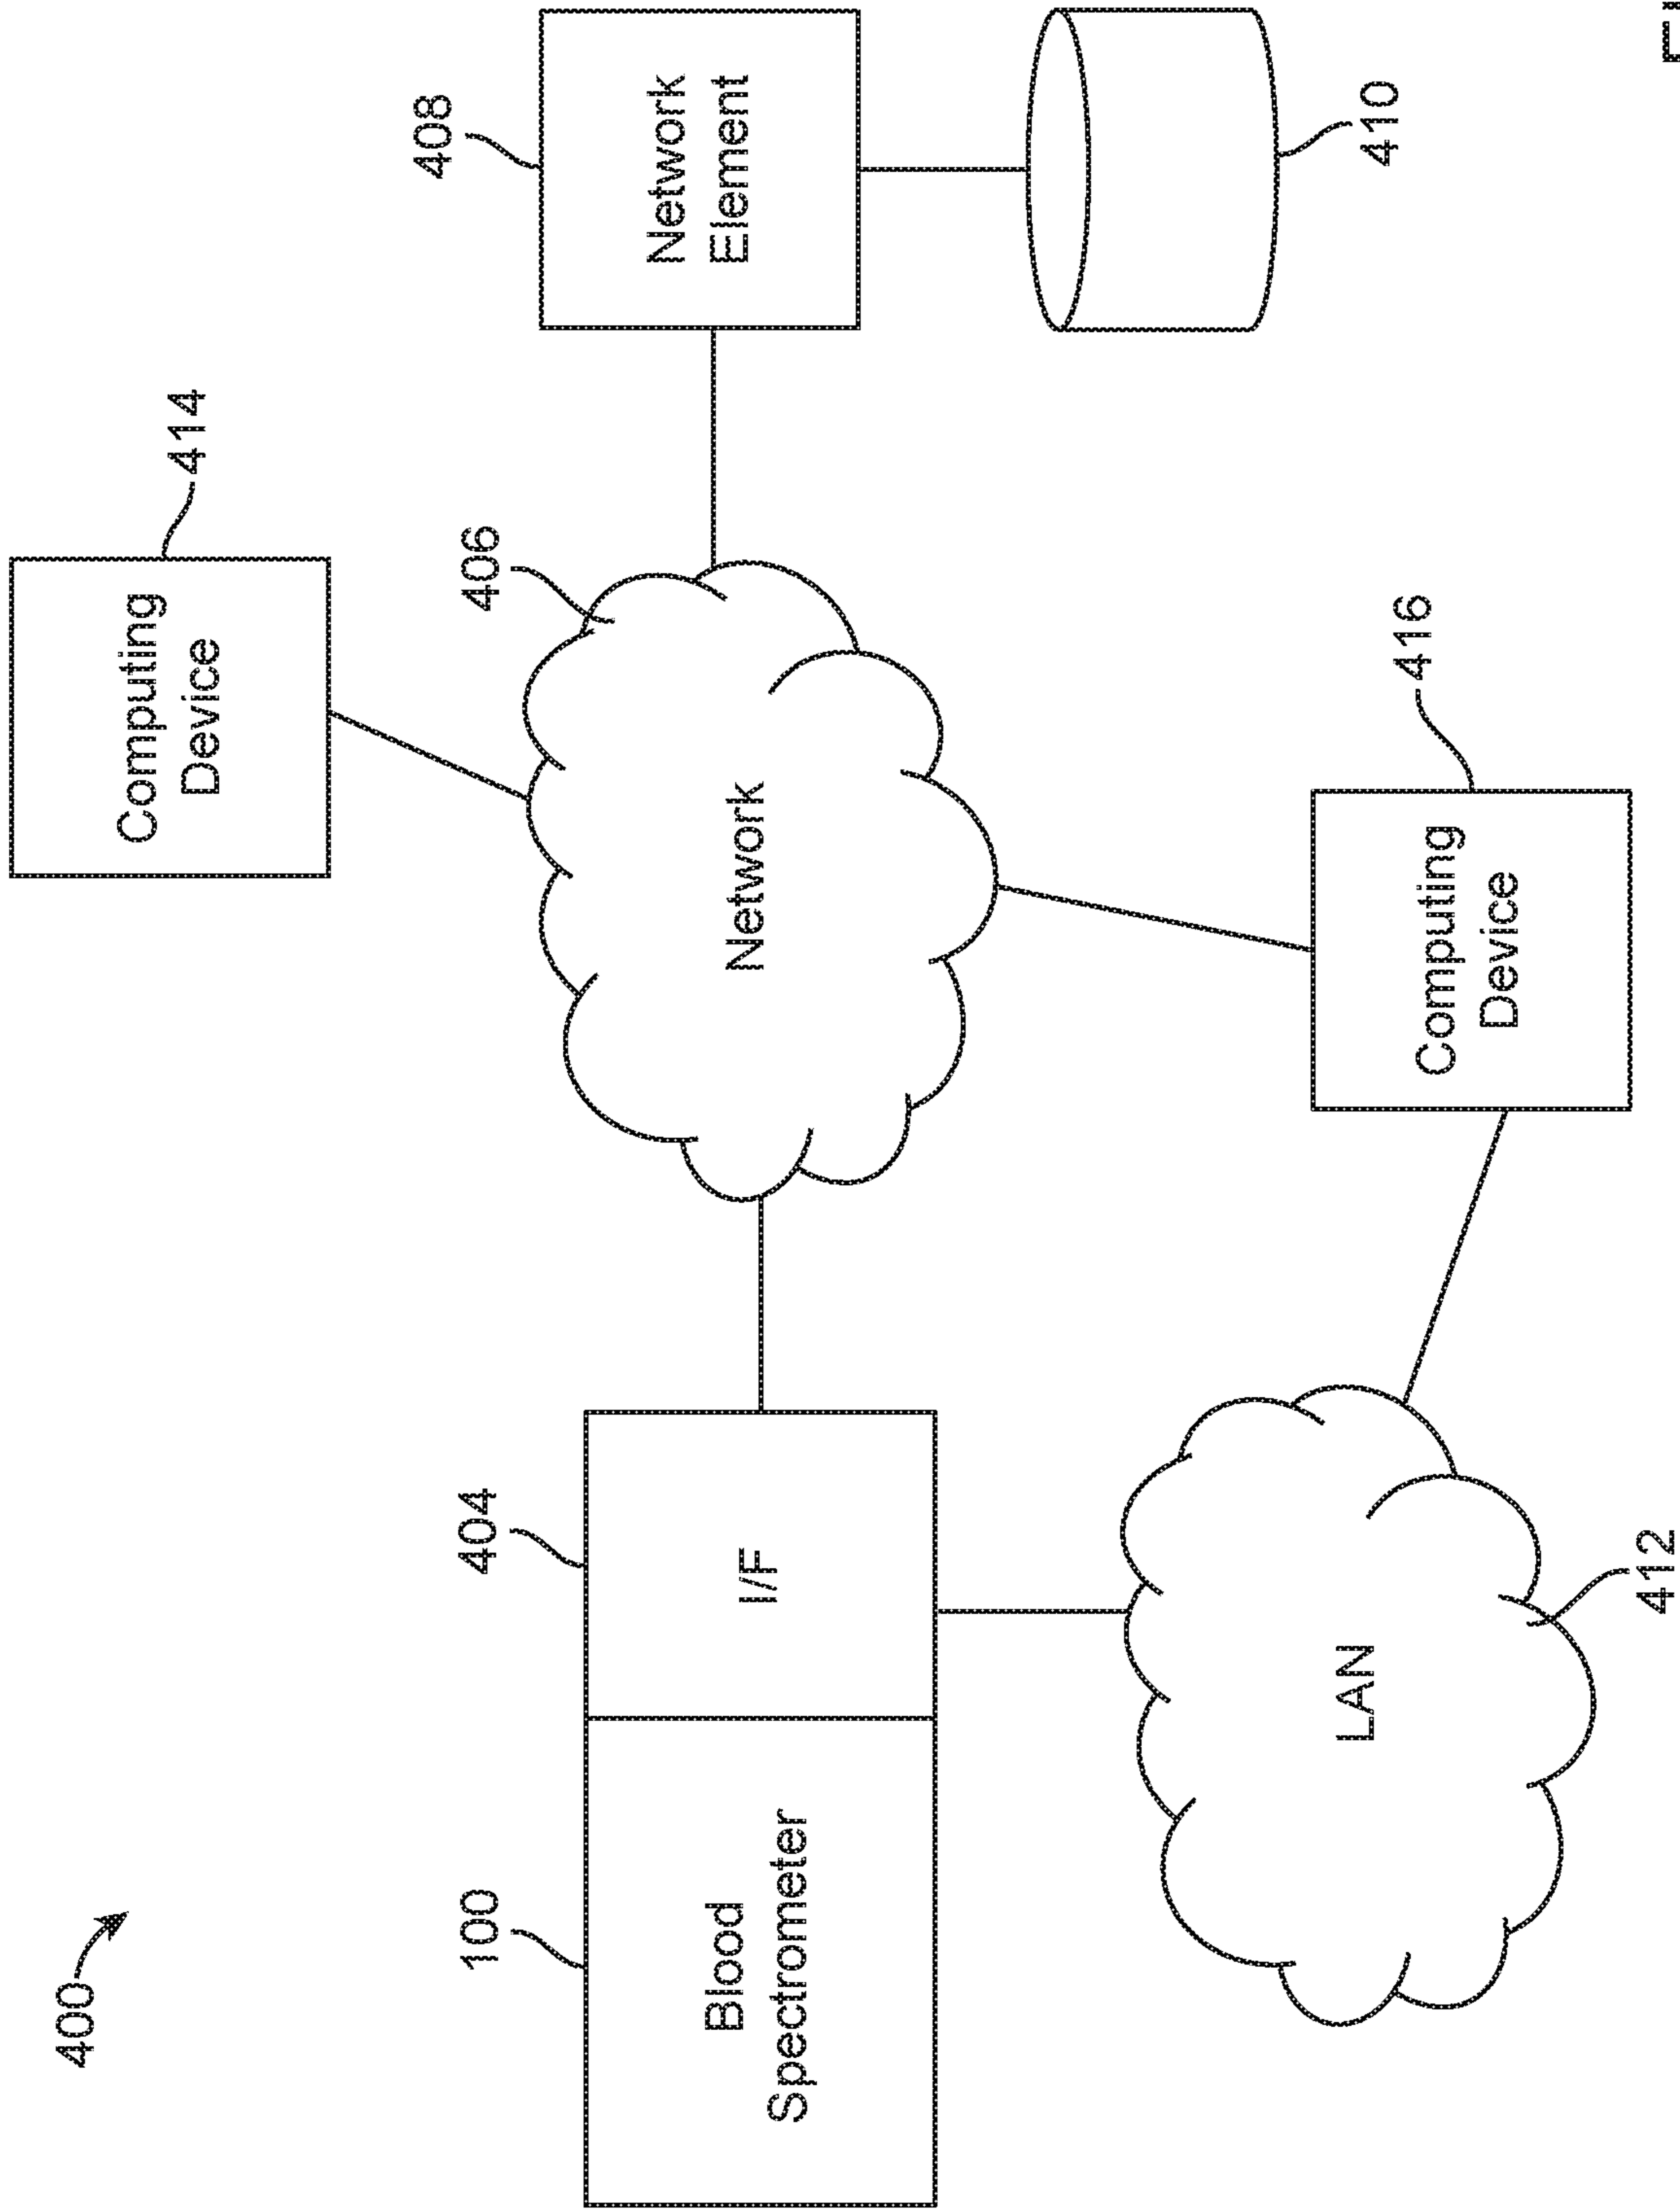 400
Computing
Device
414
100
404
406
408
Blood
Spectrometer
I/F
Network
Network
Element
LAN
412
Computing
Device
416
410